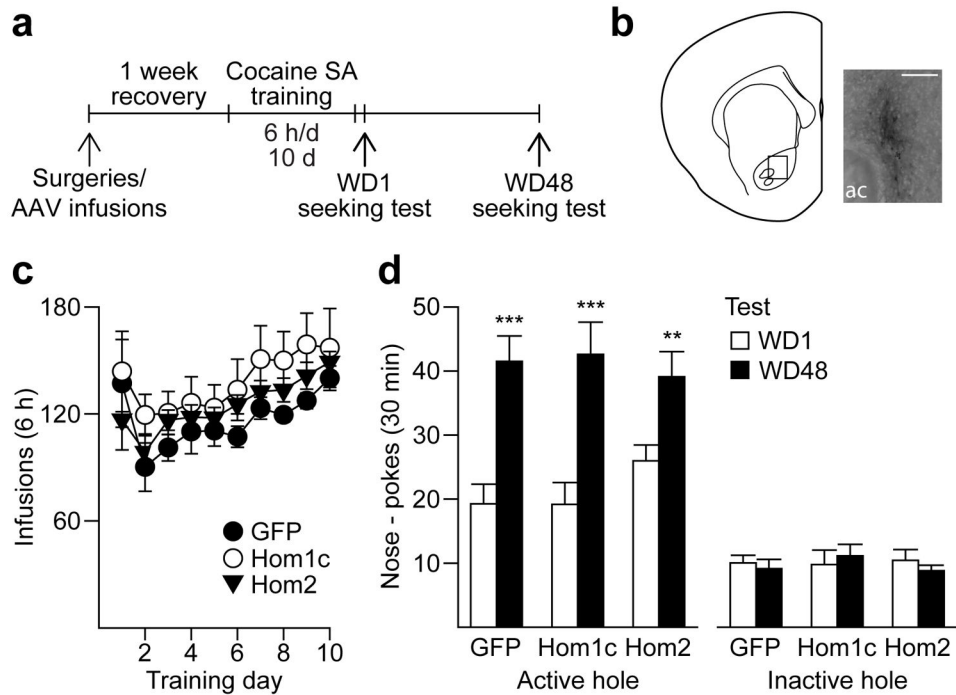 a
1 week
recovery
Cocaine SA
training
6 h/d
10 d
Surgeries/
AAV infusions
WD1
seeking test
WD48
seeking test
b
ac
c
Infusions (6 h)
180
120
60
GFP
Hom1c
Hom2
2 4 6 8 10
Training day
d
Nose - pokes (30 min)
50
40
30
20
10
*** *** **
GFP Hom1c Hom2
Active hole
Test
WD1
WD48
GFP Hom1c Hom2
Inactive hole